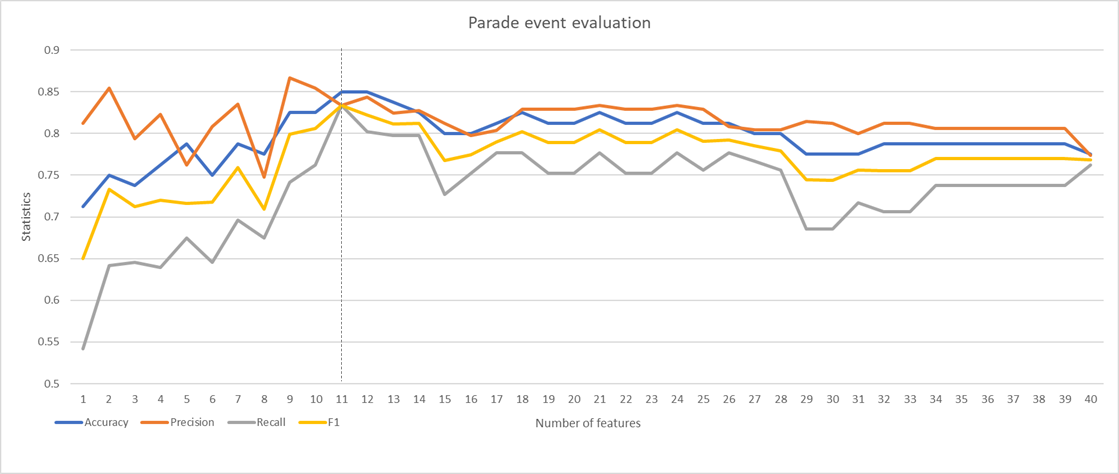 Parade event evaluation
0.9
0.85
0.8
0.75
0.7
0.65
0.6
0.55
0.5
Statistics
1 2 3 4 5 6 7 8 9 10 11 12 13 14 15 16 17 18 19 20 21 22 23 24 25 26 27 28 29 30 31 32 33 34 35 36 37 38 39 40
Accuracy Precision Recall F1
Number of features